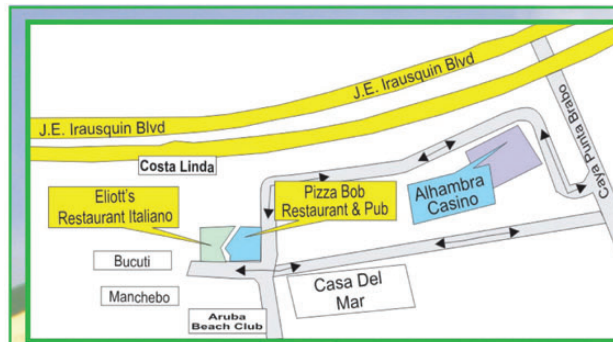 J.E. Irausquin Blvd
J.E. Irausquin Blvd
Caya Punta Brabo
Costa Linda
Eliott's
Restaurant Italiano
Pizza Bob
Restaurant & Pub
Alhambra
Casino
Bucuti
Manchebo
Casa Del
Mar
Aruba
Beach Club